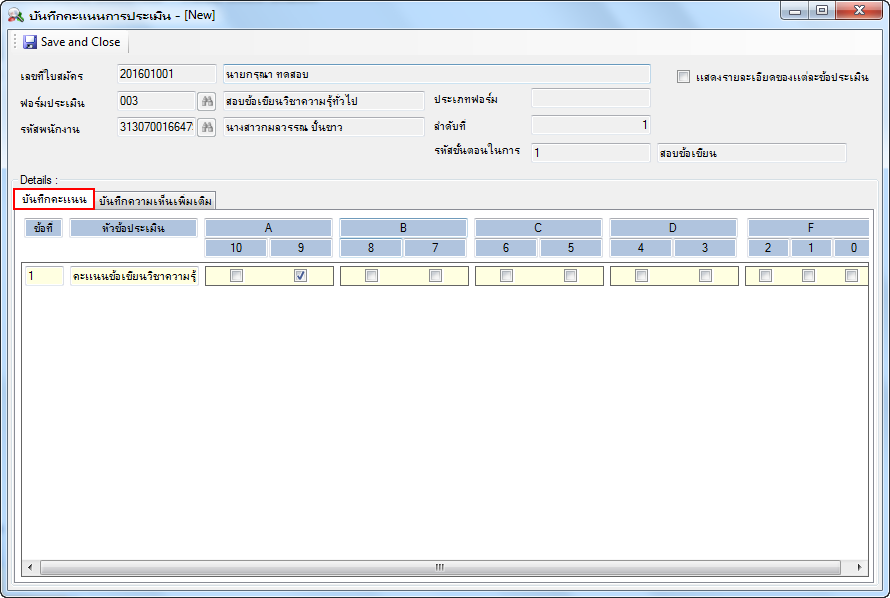 บันทึกคะแนนการประเมิน - [New]
Save and Close
เลขที่ใบสมัคร 201601001 นายกรุณา ทดสอบ แสดงรายละเอียดของแต่ละข้อประเมิน
ฟอร์มประเมิน 003 สอบข้อเขียนวิชาความรู้ทั่วไป ประเภทฟอร์ม
รหัสพนักงาน 313070016647 นางสาวกมลวรรณ ปั้นขาว ลำดับที่ 1
รหัสขั้นตอนในการ 1 สอบข้อเขียน
Details :
บันทึกคะแนน บันทึกความเห็นเพิ่มเติม
ข้อที่ หัวข้อประเมิน A B C D F
10 9 8 7 6 5 4 3 2 1 0
1 คะแนนข้อเขียนวิชาความรู้